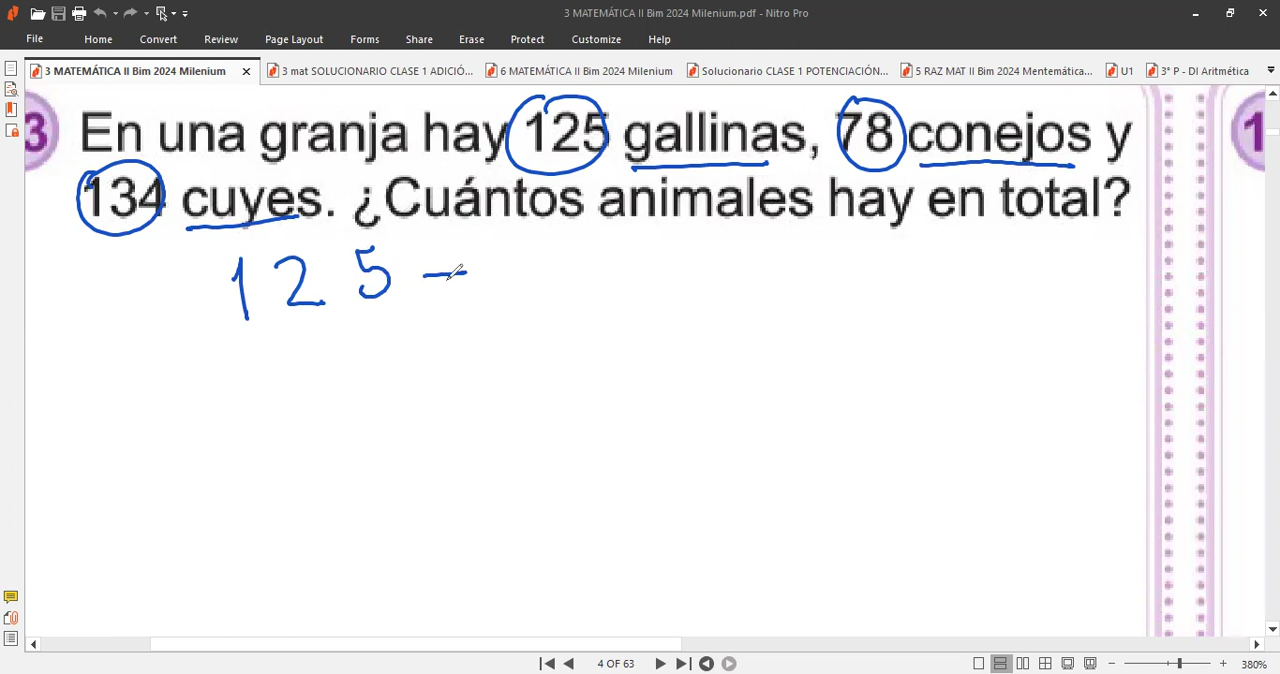 3 MATEMÁTICA II Bim 2024 Milenium.pdf - Nitro Pro
File Home Convert Review Page Layout Forms Share Erase Protect Customize Help
3 MATEMÁTICA II Bim 2024 Milenium 3 mat SOLUCIONARIO CLASE 1 ADICIÓ... 6 MATEMÁTICA II Bim 2024 Milenium Solucionario CLASE 1 POTENCIACIÓN... 5 RAZ MAT II Bim 2024 Mentemática... U1 3° P - DI Aritmética
3 En una granja hay 125 gallinas, 78 conejos y 1
134 cuyes. ¿Cuántos animales hay en total?
1 2 5 -
4 OF 63 380%